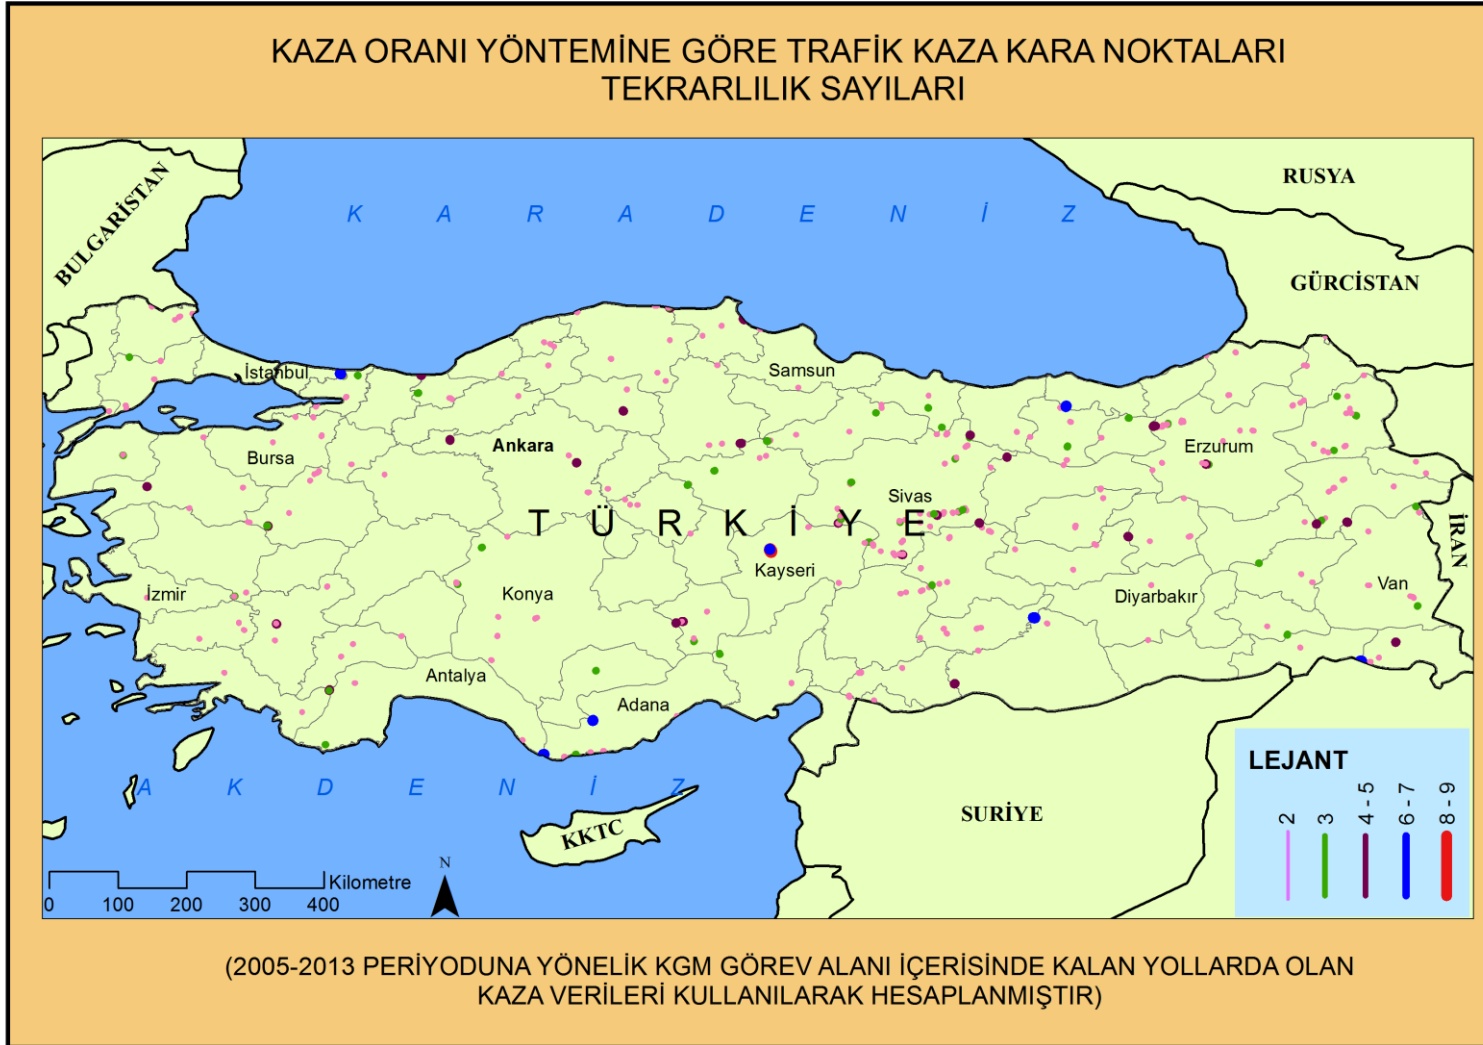 KAZA ORANI YÖNTEMİNE GÖRE TRAFİK KAZA KARA NOKTALARI
TEKRARLILIK SAYILARI
RUSYA
BULGARİSTAN
K A R A D E N İ Z
GÜRCİSTAN
İstanbul
Samsun
Ankara
Erzurum
Bursa
Sivas
TÜRKİYE
İRAN
Kayseri
İzmir
Konya
Diyarbakır
Van
Antalya
Adana
A K D E N İ Z
SURİYE
KKTC
LEJANT
2
3
4 - 5
6 - 7
8 - 9
N
Kilometre
0 100 200 300 400
(2005-2013 PERİYODUNA YÖNELİK KGM GÖREV ALANI İÇERİSİNDE KALAN YOLLARDA OLAN
KAZA VERİLERİ KULLANILARAK HESAPLANMIŞTIR)